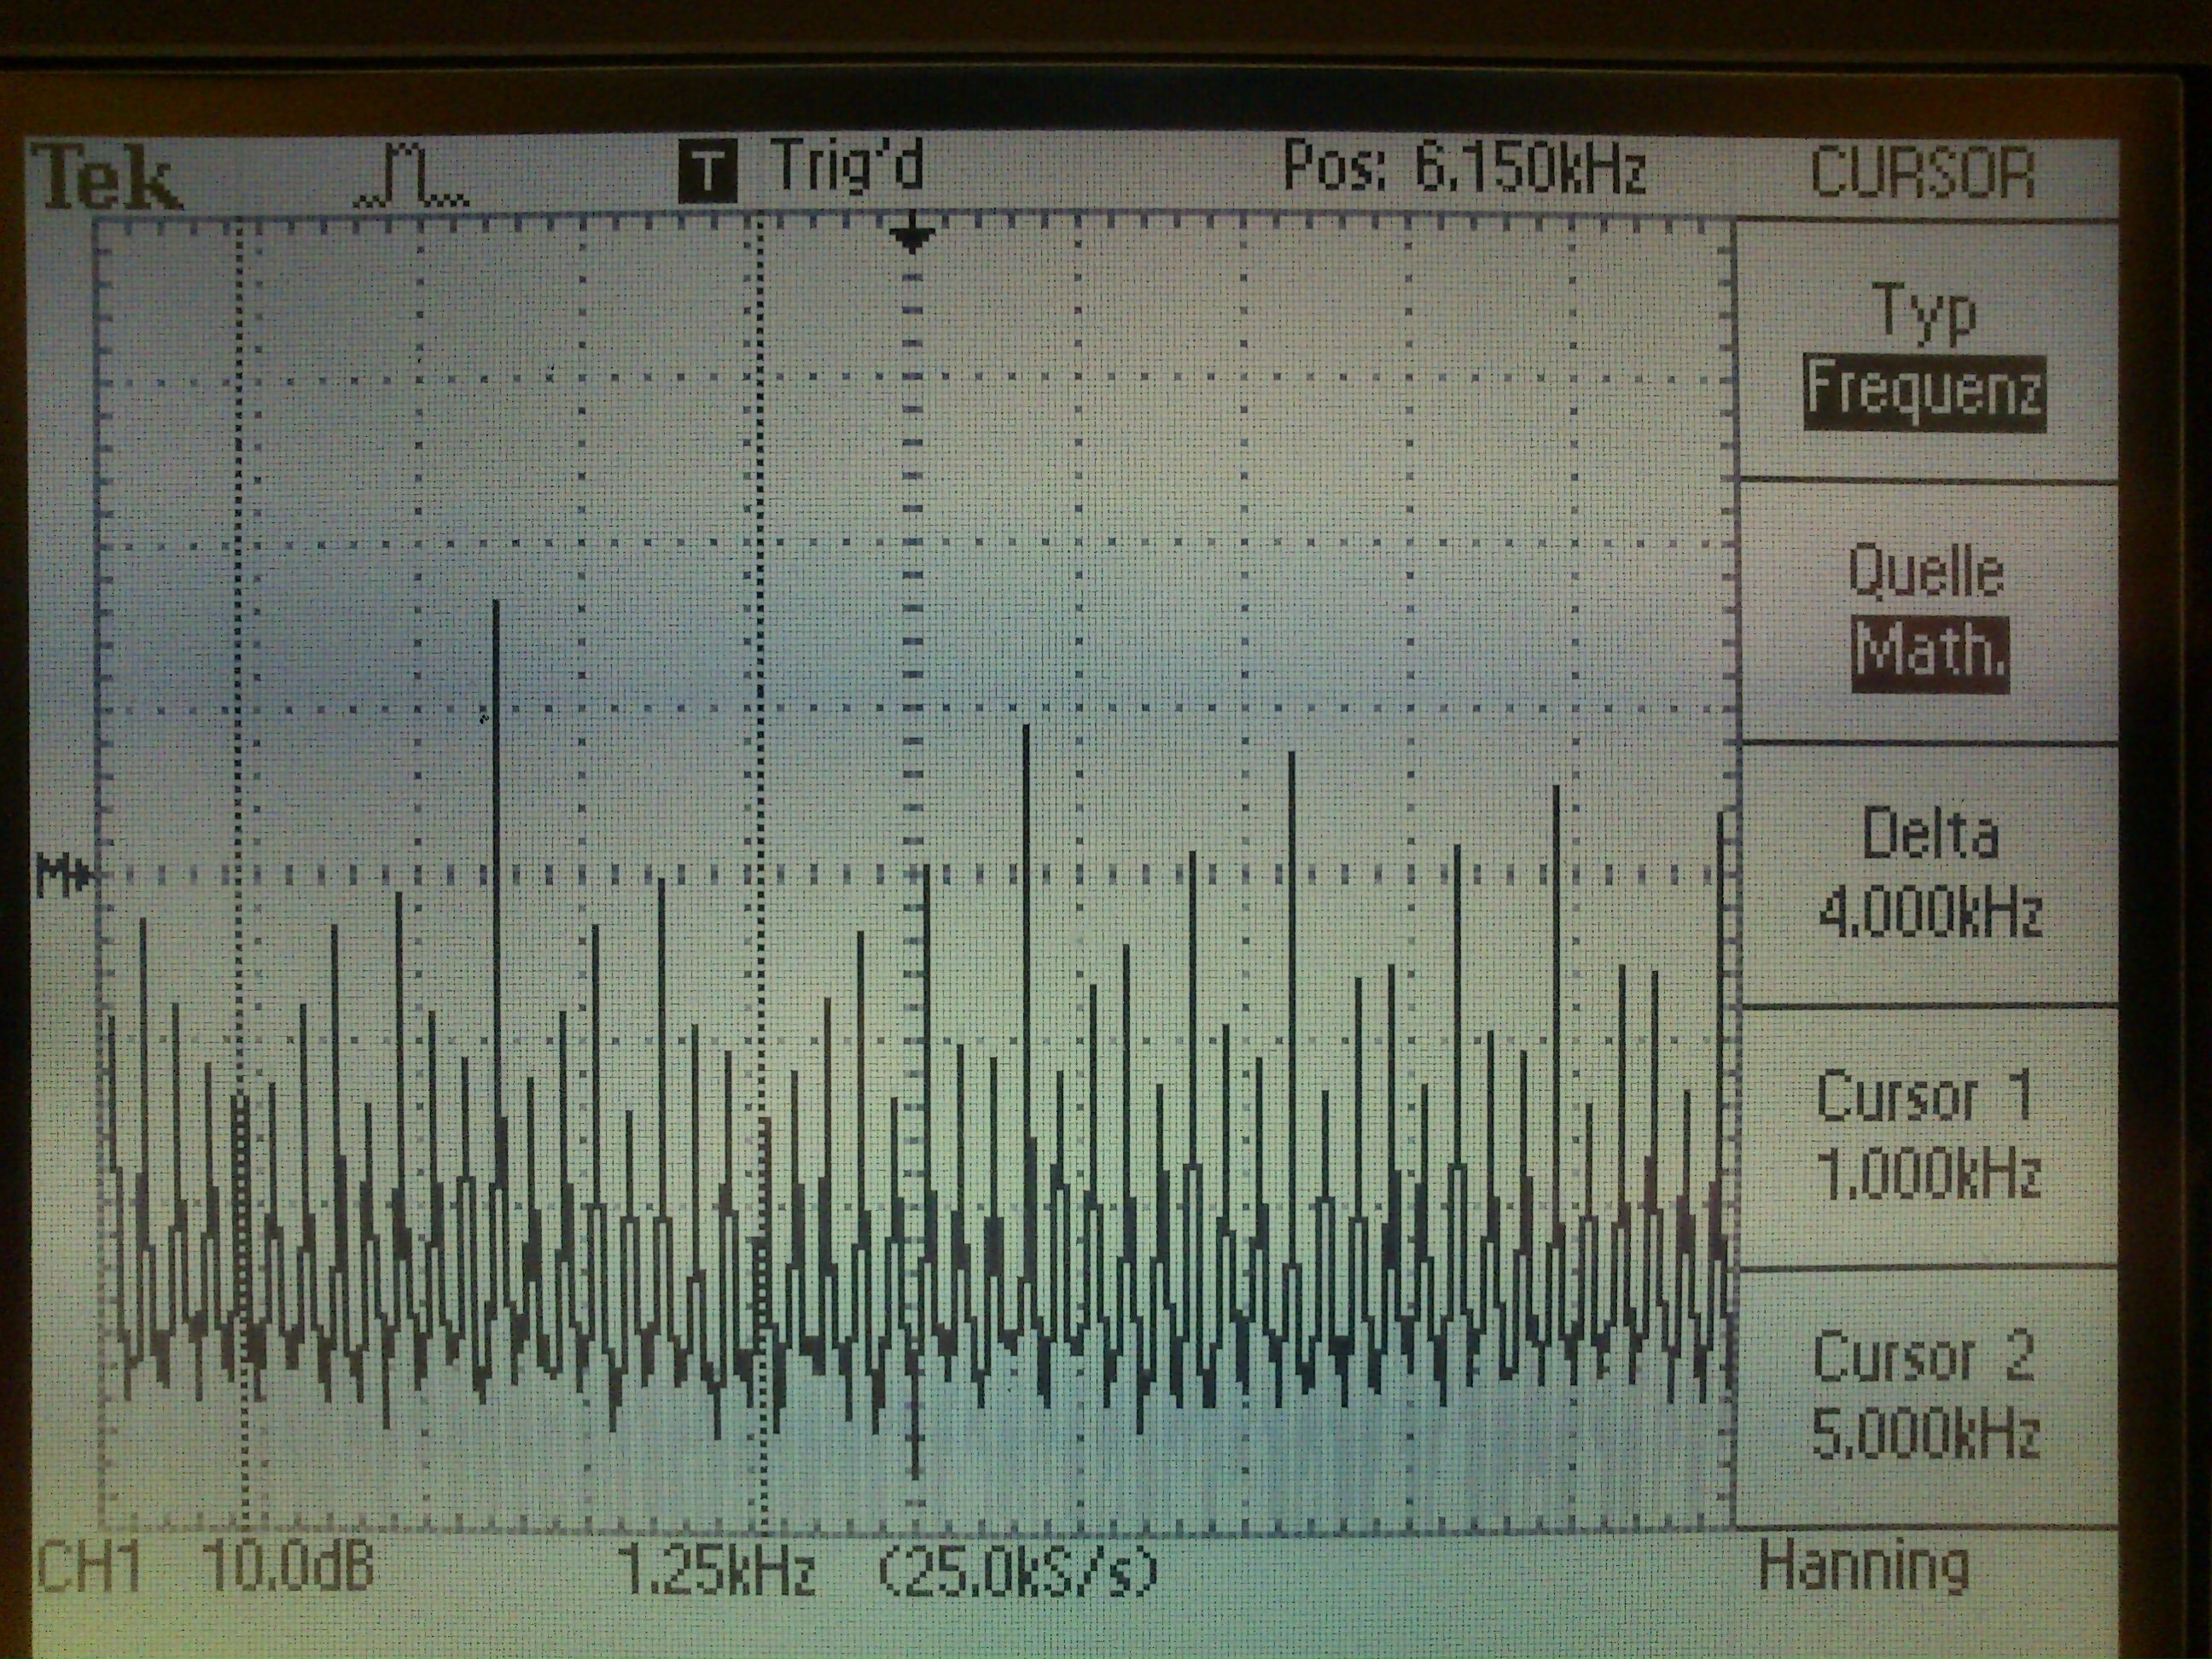 Tek T Trig'd Pos: 6.150kHz CURSOR
Typ
Frequenz
Quelle
Math.
M
Delta
4.000kHz
Cursor 1
1.000kHz
Cursor 2
5.000kHz
CH1 10.0dB 1.25kHz (25.0kS/s) Hanning